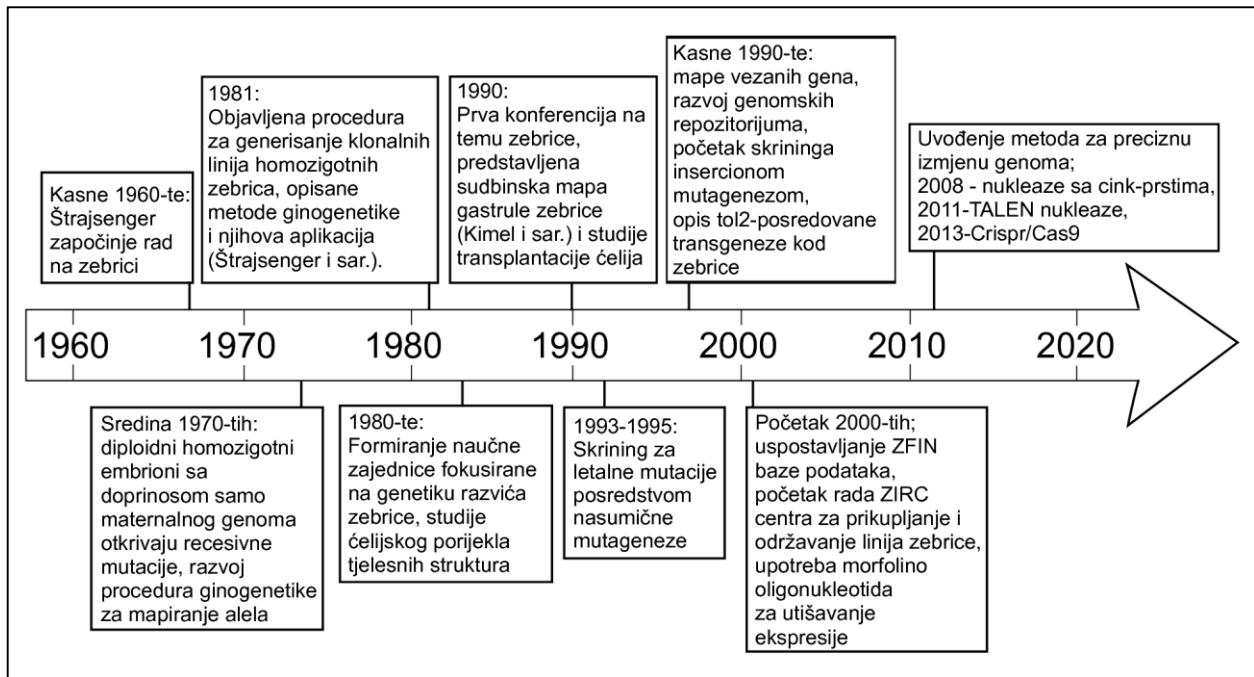 Kasne 1960-te:
Štrajsenger
započinje rad
na zebrici
1981:
Objavljena procedura
za generisanje klonalnih
linija homozigotnih
zebrica, opisane
metode ginogenetike
i njihova aplikacija
(Štrajsenger i sar.).
1990:
Prva konferencija na
temu zebrice,
predstavljena
sudbinska mapa
gastrule zebrice
(Kimel i sar.) i studije
transplantacije ćelija
Kasne 1990-te:
mape vezanih gena,
razvoj genomskih
repozitorijuma,
početak skrininga
insercionom
mutagenezom,
opis tol2-posredovane
transgeneze kod
zebrice
Uvođenje metoda za preciznu
izmjenu genoma;
2008 - nukleaze sa cink-prstima,
2011-TALEN nukleaze,
2013-Crispr/Cas9
1960 1970 1980 1990 2000 2010 2020
Sredina 1970-tih:
diploidni homozigotni
embrioni sa
doprinosom samo
maternalnog genoma
otkrivaju recesivne
mutacije, razvoj
procedura ginogenetike
za mapiranje alela
1980-te:
Formiranje naučne
zajednice fokusirane
na genetiku razvića
zebrice, studije
ćelijskog porijekla
tjelesnih struktura
1993-1995:
Skrining za
letalne mutacije
posredstvom
nasumične
mutageneze
Početak 2000-tih;
uspostavljanje ZFIN
baze podataka,
početak rada ZIRC
centra za prikupljanje i
održavanje linija zebrice,
upotreba morfolino
oligonukleotida
za utišavanje
ekspresije